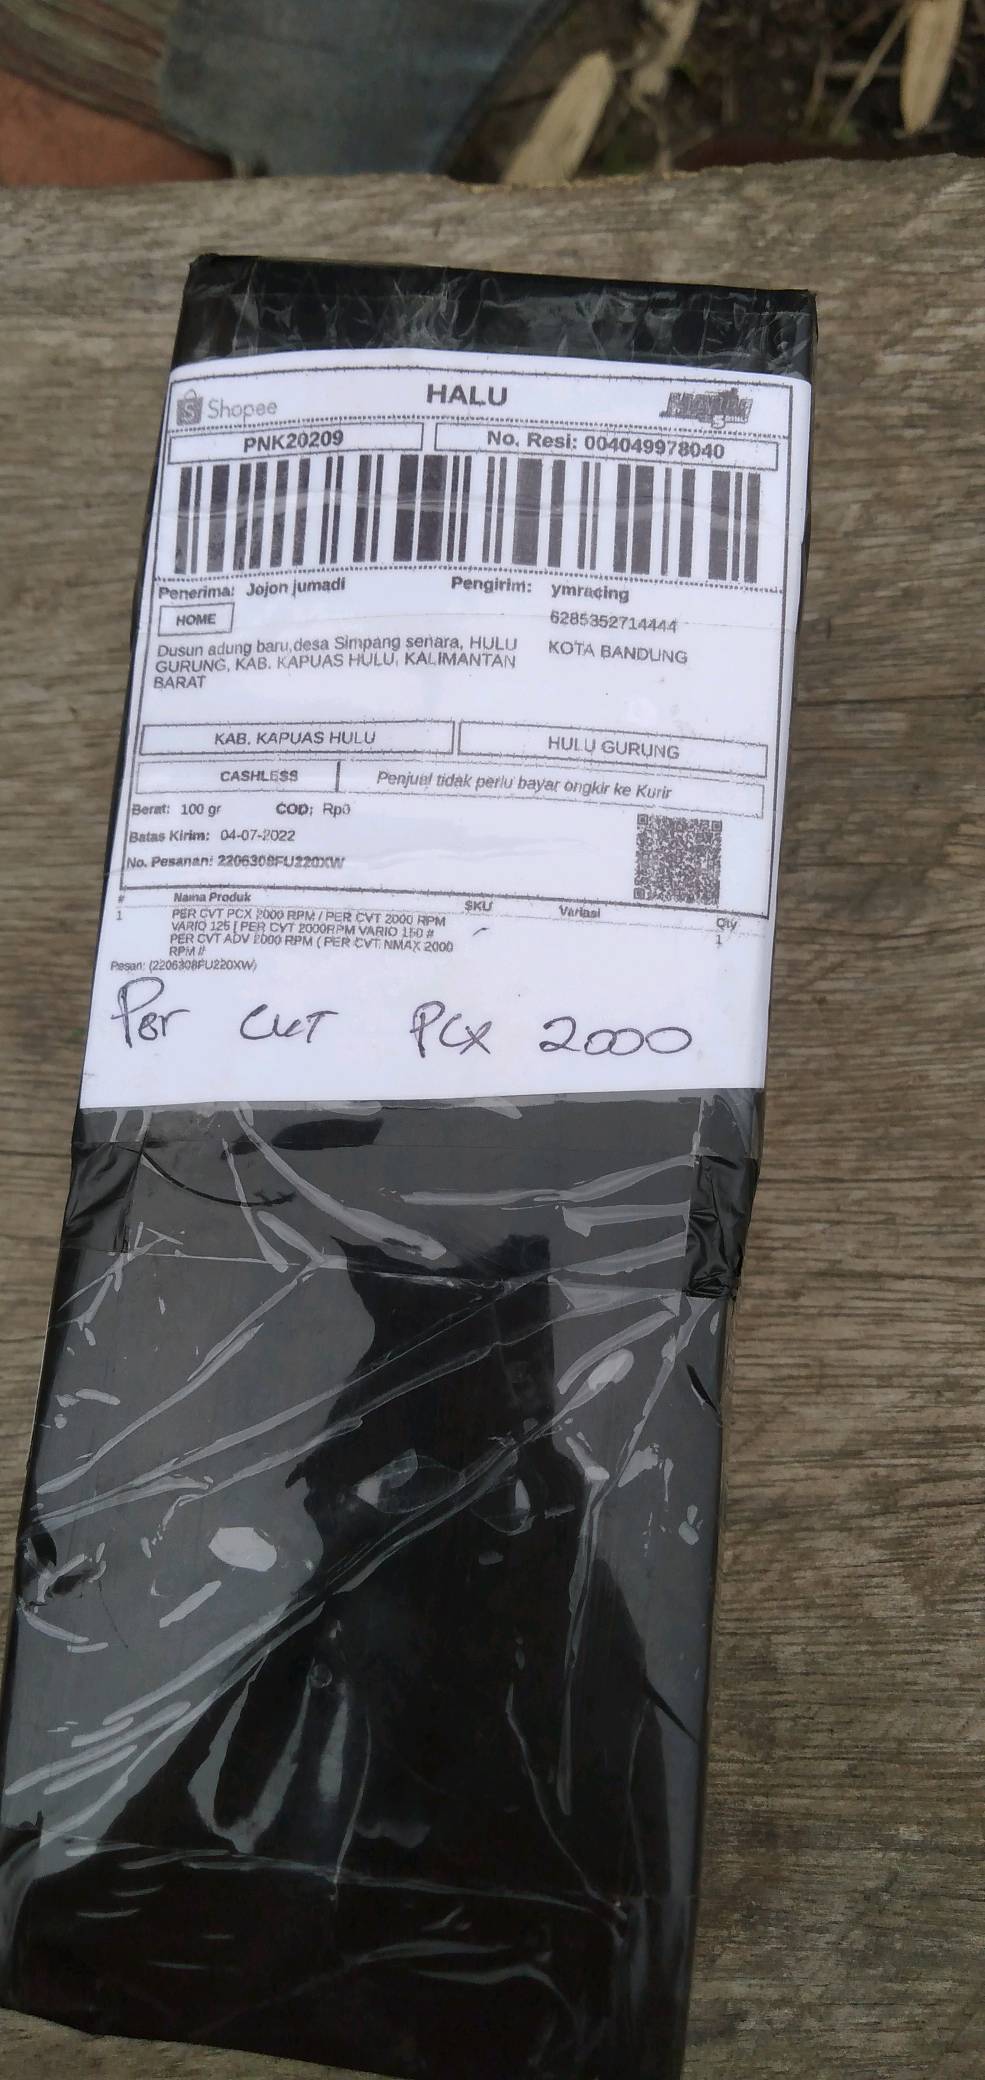 Shopee
HALU
PNK20209
No. Resi: 004049978040
Penerima: Jojon jumadi
Pengirim: ymracing
HOME
6285352714444
Dusun adung baru,desa Simpang senara, HULU
GURUNG, KAB. KAPUAS HULU, KALIMANTAN
BARAT
KOTA BANDUNG
KAB. KAPUAS HULU
HULU GURUNG
CASHLESS
Penjual tidak perlu bayar ongkir ke Kurir
Berat: 100 gr COD: Rp0
Batas Kirim: 04-07-2022
No. Pesanan: 2206308FU220XW
# Nama Produk SKU Variasi Qty
1 PER CVT PCX 2000 RPM / PER CVT 2000 RPM 1
VARIO 125 [ PER CVT 2000RPM VARIO 150 #
PER CVT ADV 2000 RPM ( PER CVT NMAX 2000
RPM //
Pesan: (2206308FU220XW)
Per CVT PCX 2000